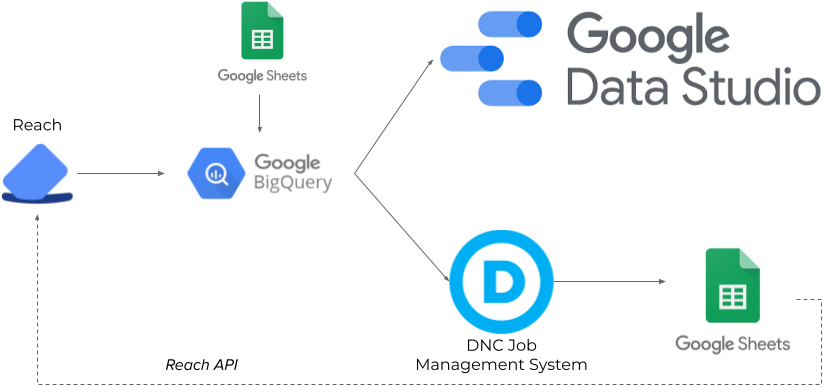 Google Sheets
Google
Data Studio
Reach
Google
BigQuery
D
DNC Job
Management System
Google Sheets
Reach API